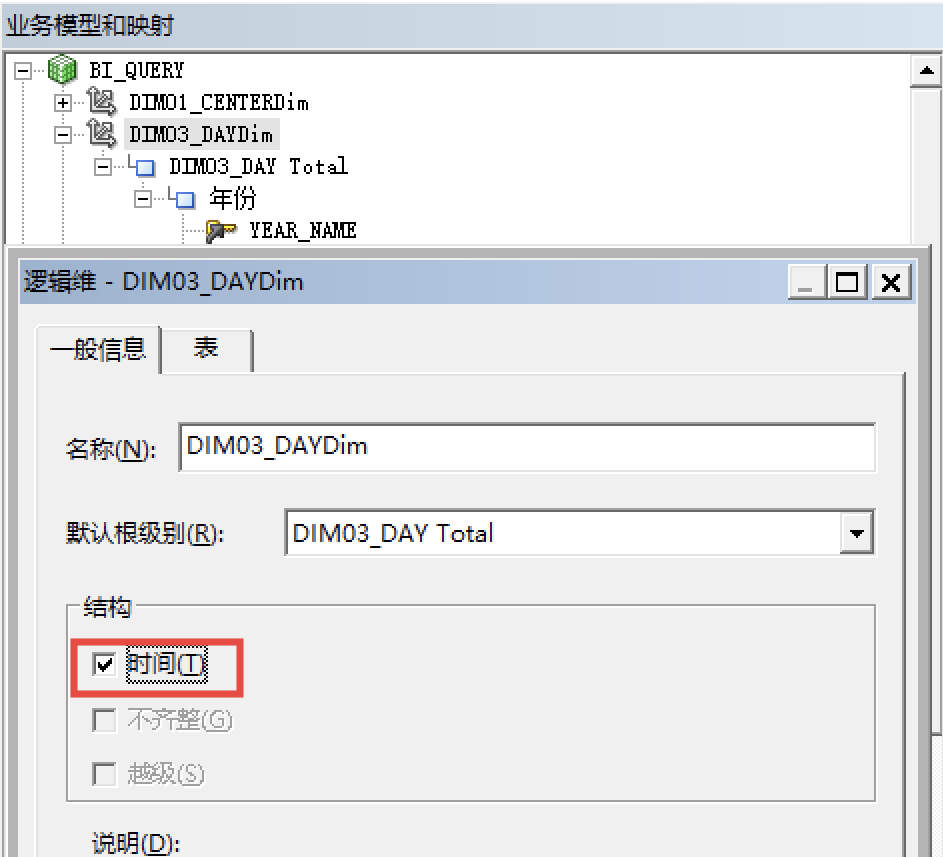 业务模型和映射
BI_QUERY
DIM01_CENTERDim
DIM03_DAYDim
DIM03_DAY Total
年份
YEAR_NAME
逻辑维 - DIM03_DAYDim
一般信息 表
名称(N): DIM03_DAYDim
默认根级别(R): DIM03_DAY Total
结构
时间(T)
不齐整(G)
越级(S)
说明(D):